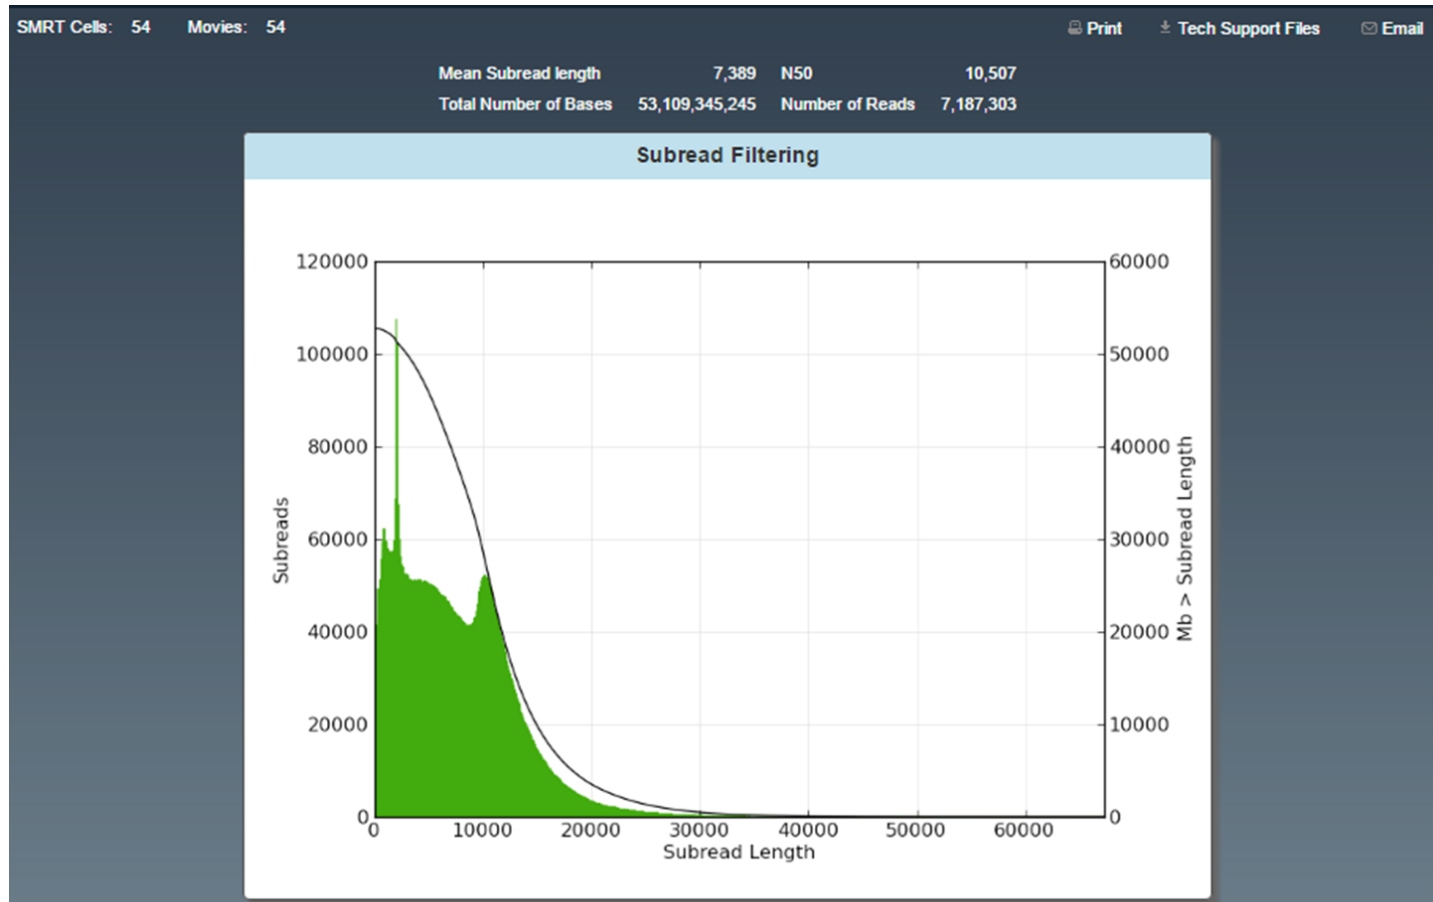 SMRT Cells: 54 Movies: 54 Print Tech Support Files Email
Mean Subread length 7,389 N50 10,507
Total Number of Bases 53,109,345,245 Number of Reads 7,187,303
Subread Filtering
120000 60000
100000 50000
80000 40000
60000 30000
40000 20000
20000 10000
0 0
Subreads
Mb > Subread Length
0 10000 20000 30000 40000 50000 60000
Subread Length